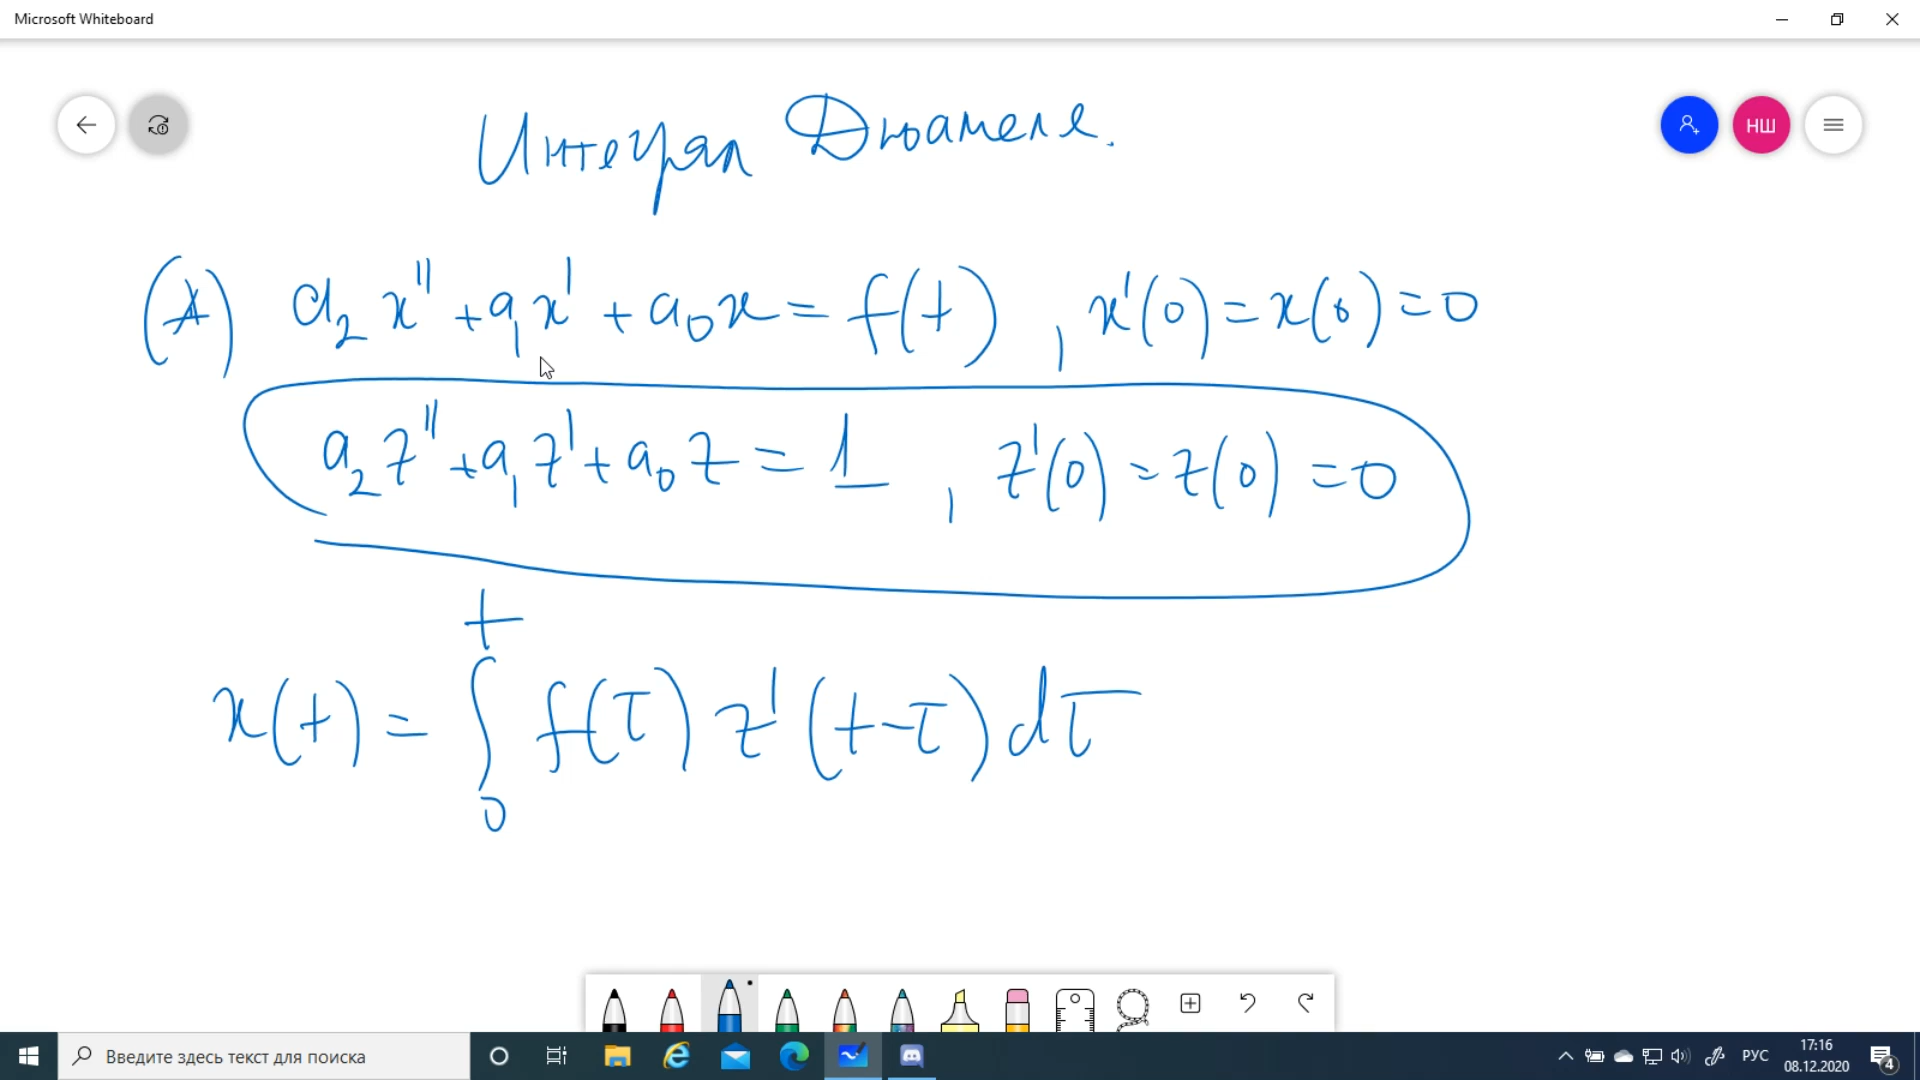 Microsoft Whiteboard
НШ
Интеграл Дюамеля.
(A) a₂x'' + a₁x' + a₀x = f(t), x'(0) = x(0) = 0
a₂z'' + a₁z' + a₀z = 1, z'(0) = z(0) = 0
x(t) = ∫₀ᵗ f(τ) z'(t-τ) dτ
Введите здесь текст для поиска
РУС
17:16
08.12.2020
4